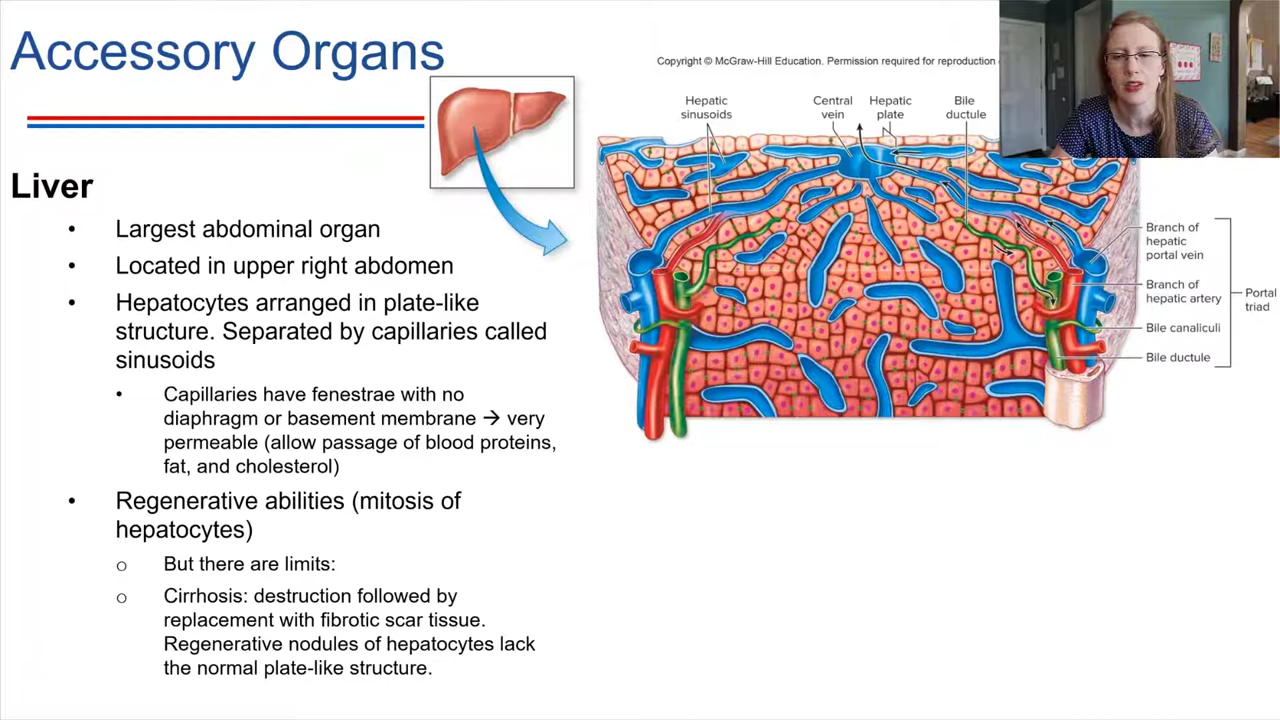 Accessory Organs
Liver
• Largest abdominal organ
• Located in upper right abdomen
• Hepatocytes arranged in plate-like
structure. Separated by capillaries called
sinusoids
• Capillaries have fenestrae with no
diaphragm or basement membrane → very
permeable (allow passage of blood proteins,
fat, and cholesterol)
• Regenerative abilities (mitosis of
hepatocytes)
o But there are limits:
o Cirrhosis: destruction followed by
replacement with fibrotic scar tissue.
Regenerative nodules of hepatocytes lack
the normal plate-like structure.
Copyright © McGraw-Hill Education. Permission required for reproduction
Hepatic
sinusoids
Central
vein
Hepatic
plate
Bile
ductule
Branch of
hepatic
portal vein
Branch of
hepatic artery
Portal
triad
Bile canaliculi
Bile ductule